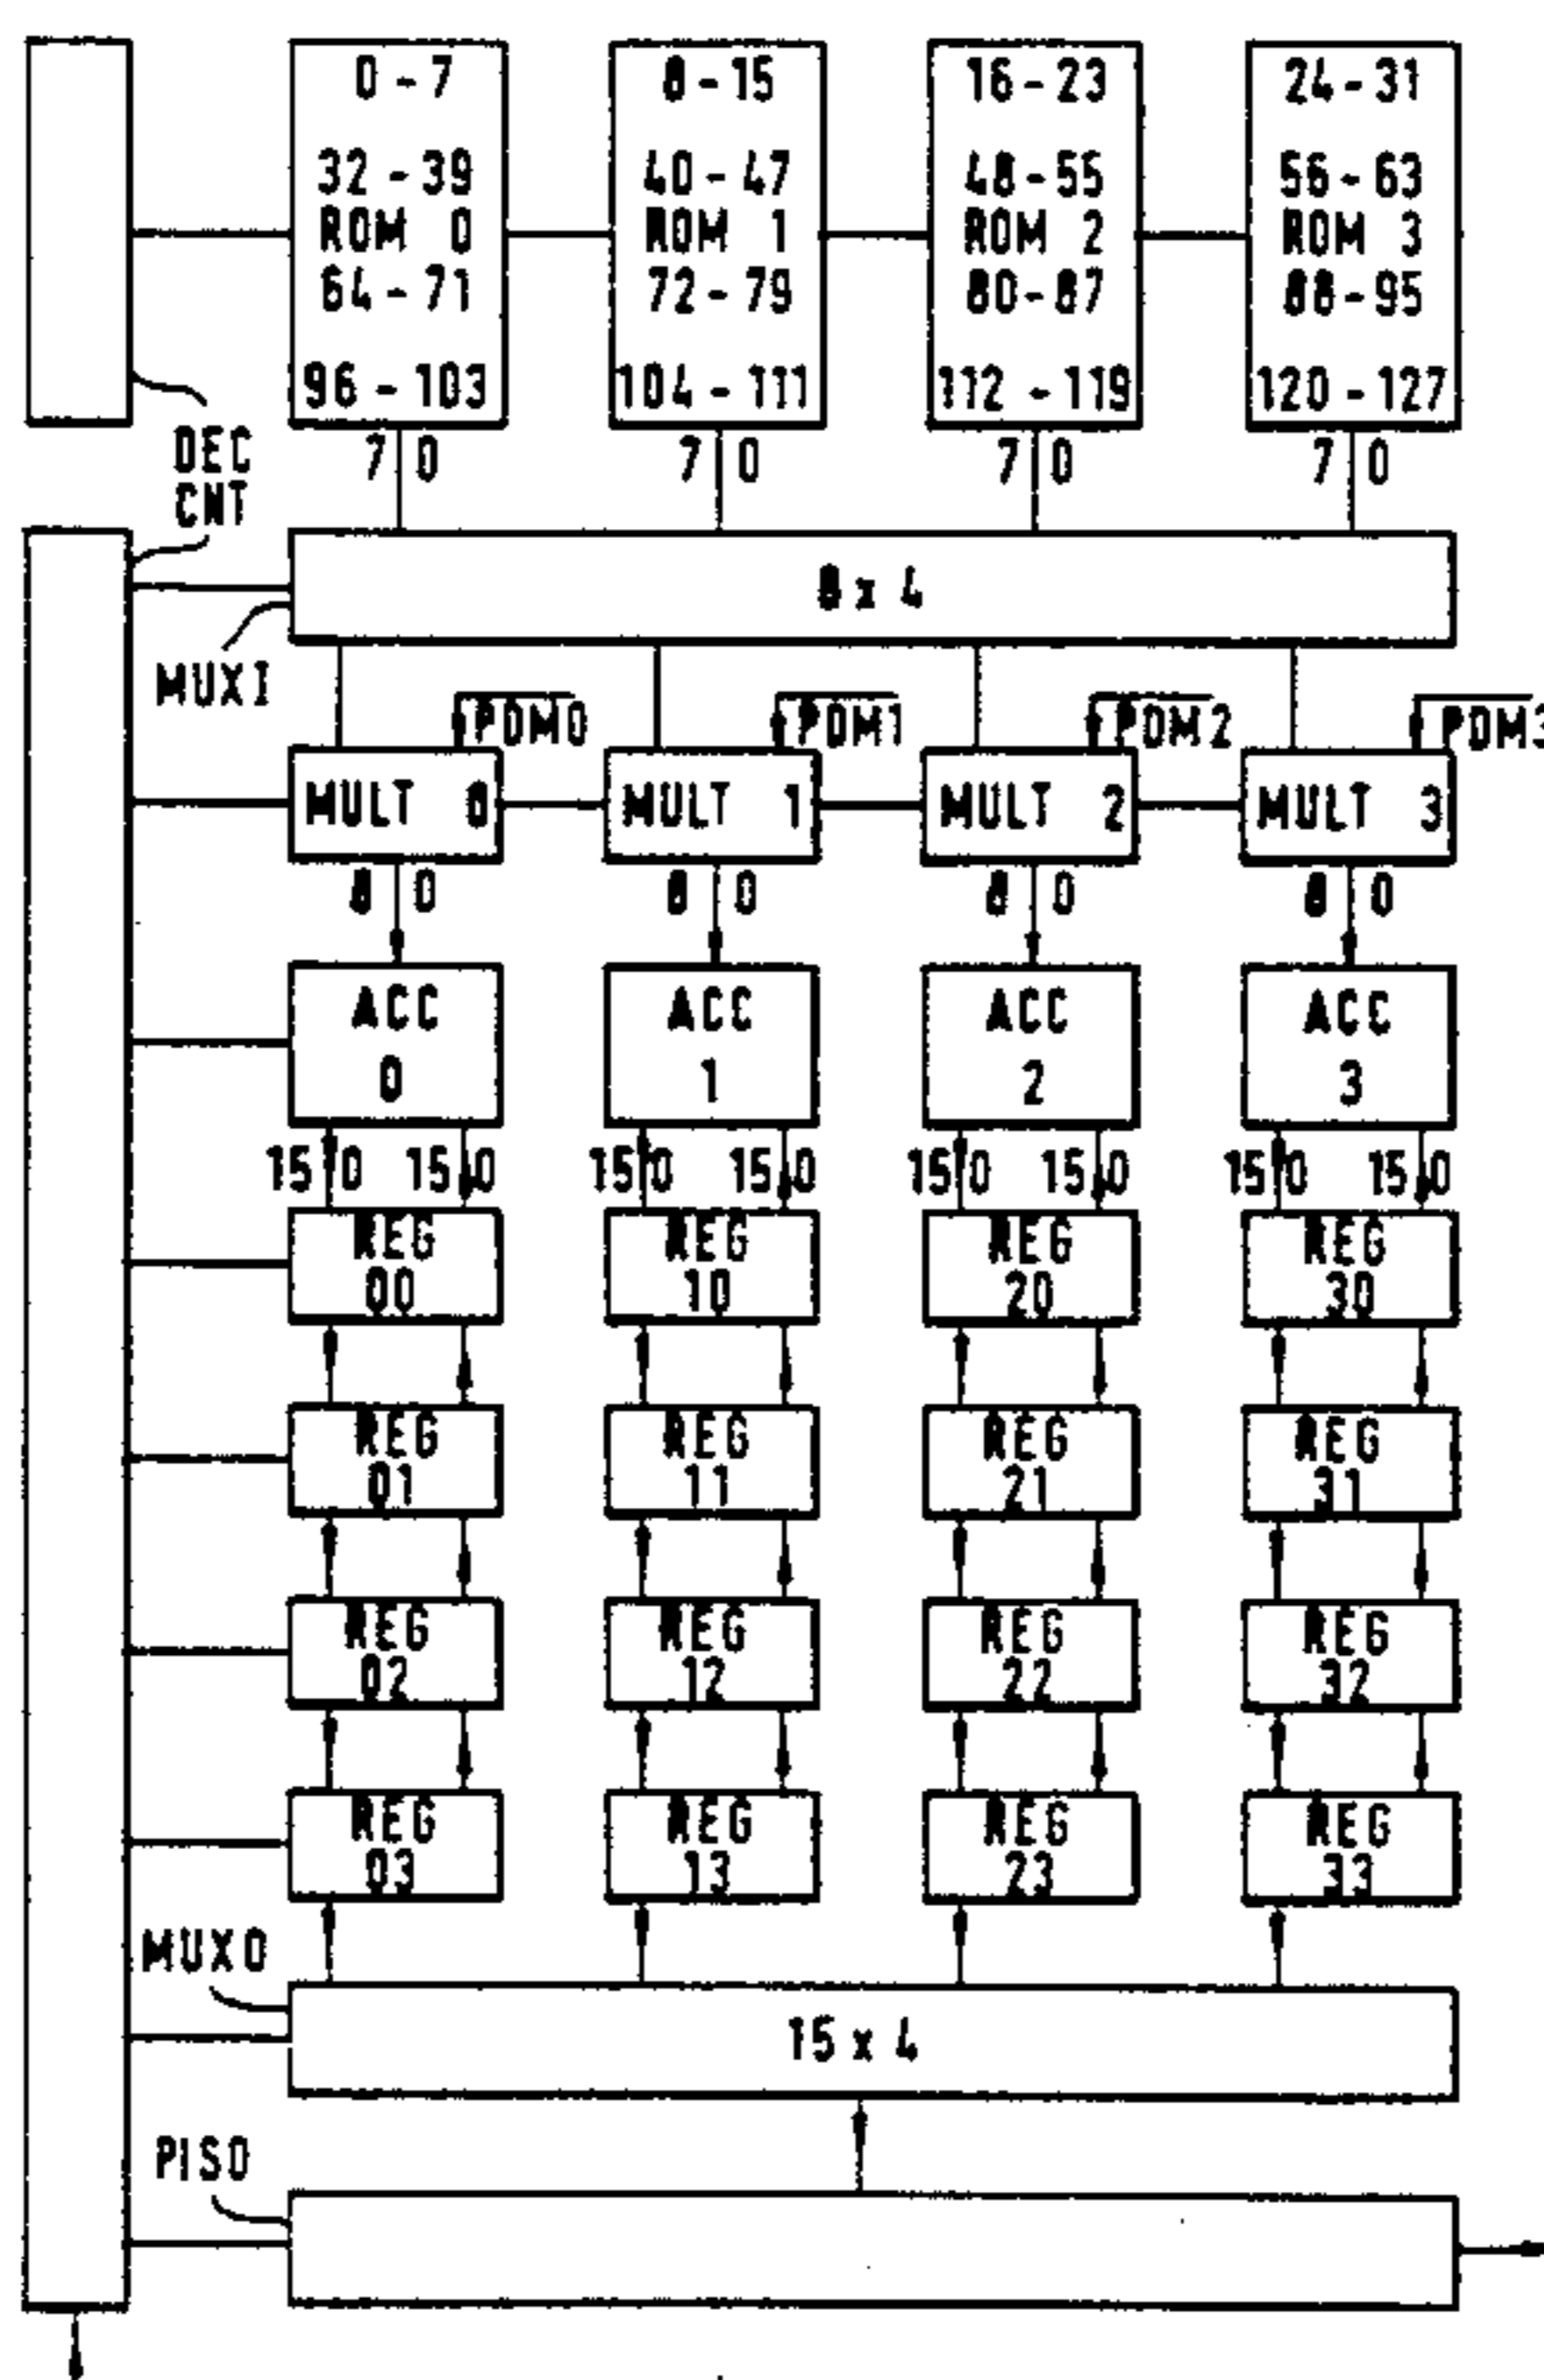 0-7 8-15 16-23 24-31
32-39 40-47 48-55 56-63
ROM 0 ROM 1 ROM 2 ROM 3
64-71 72-79 80-87 88-95
96-103 104-111 112-119 120-127
DEC
7 0 7 0 7 0 7 0
CNT
8 x 4
MUXI
PDM0 PDM1 PDM2 PDM3
MULT 0 MULT 1 MULT 2 MULT 3
8 0 8 0 8 0 8 0
ACC ACC ACC ACC
0 1 2 3
15 0 15 0 15 0 15 0 15 0 15 0 15 0 15 0
REG REG REG REG
00 10 20 30
REG REG REG REG
01 11 21 31
REG REG REG REG
02 12 22 32
REG REG REG REG
03 13 23 33
MUXO
15 x 4
PISO